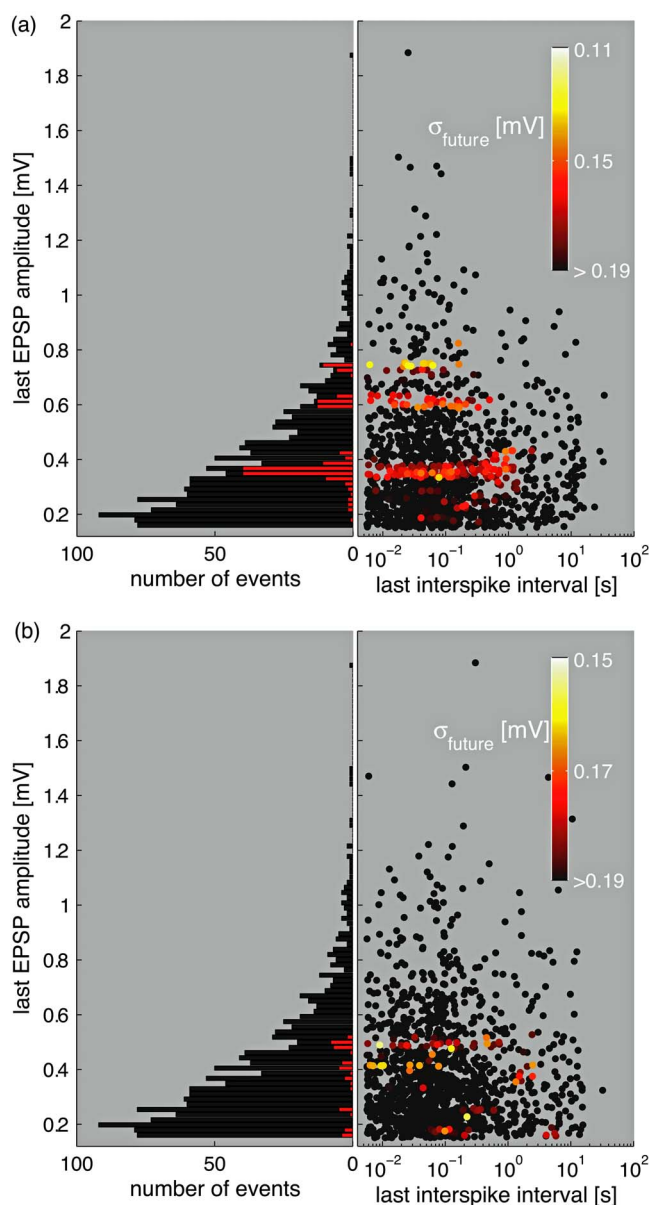 (a)
2
1.8
1.6
1.4
1.2
1
0.8
0.6
0.4
0.2
last EPSP amplitude [mV]
100
50
0
number of events
0.11
σfuture [mV]
0.15
> 0.19
10⁻² 10⁻¹ 10⁰ 10¹ 10²
last interspike interval [s]
(b)
2
1.8
1.6
1.4
1.2
1
0.8
0.6
0.4
0.2
last EPSP amplitude [mV]
100
50
0
number of events
0.15
σfuture [mV]
0.17
>0.19
10⁻² 10⁻¹ 10⁰ 10¹ 10²
last interspike interval [s]